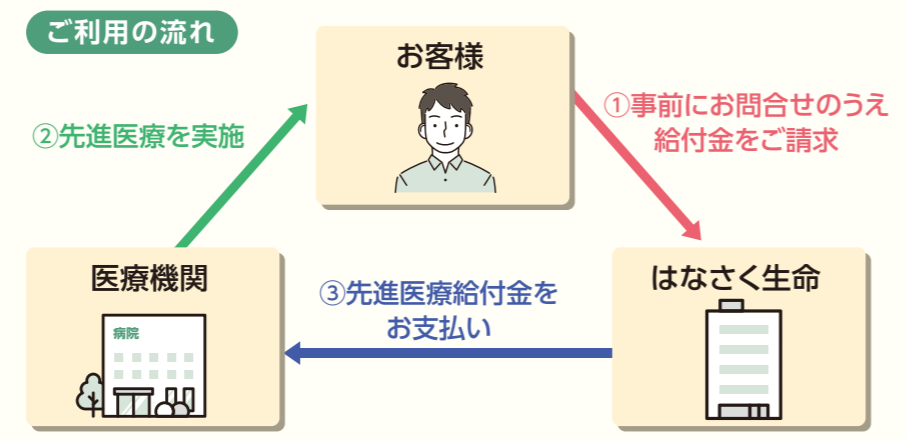 ご利用の流れ
お客様
①事前にお問合せのうえ
給付金をご請求
②先進医療を実施
医療機関
病院
③先進医療給付金を
お支払い
はなさく生命